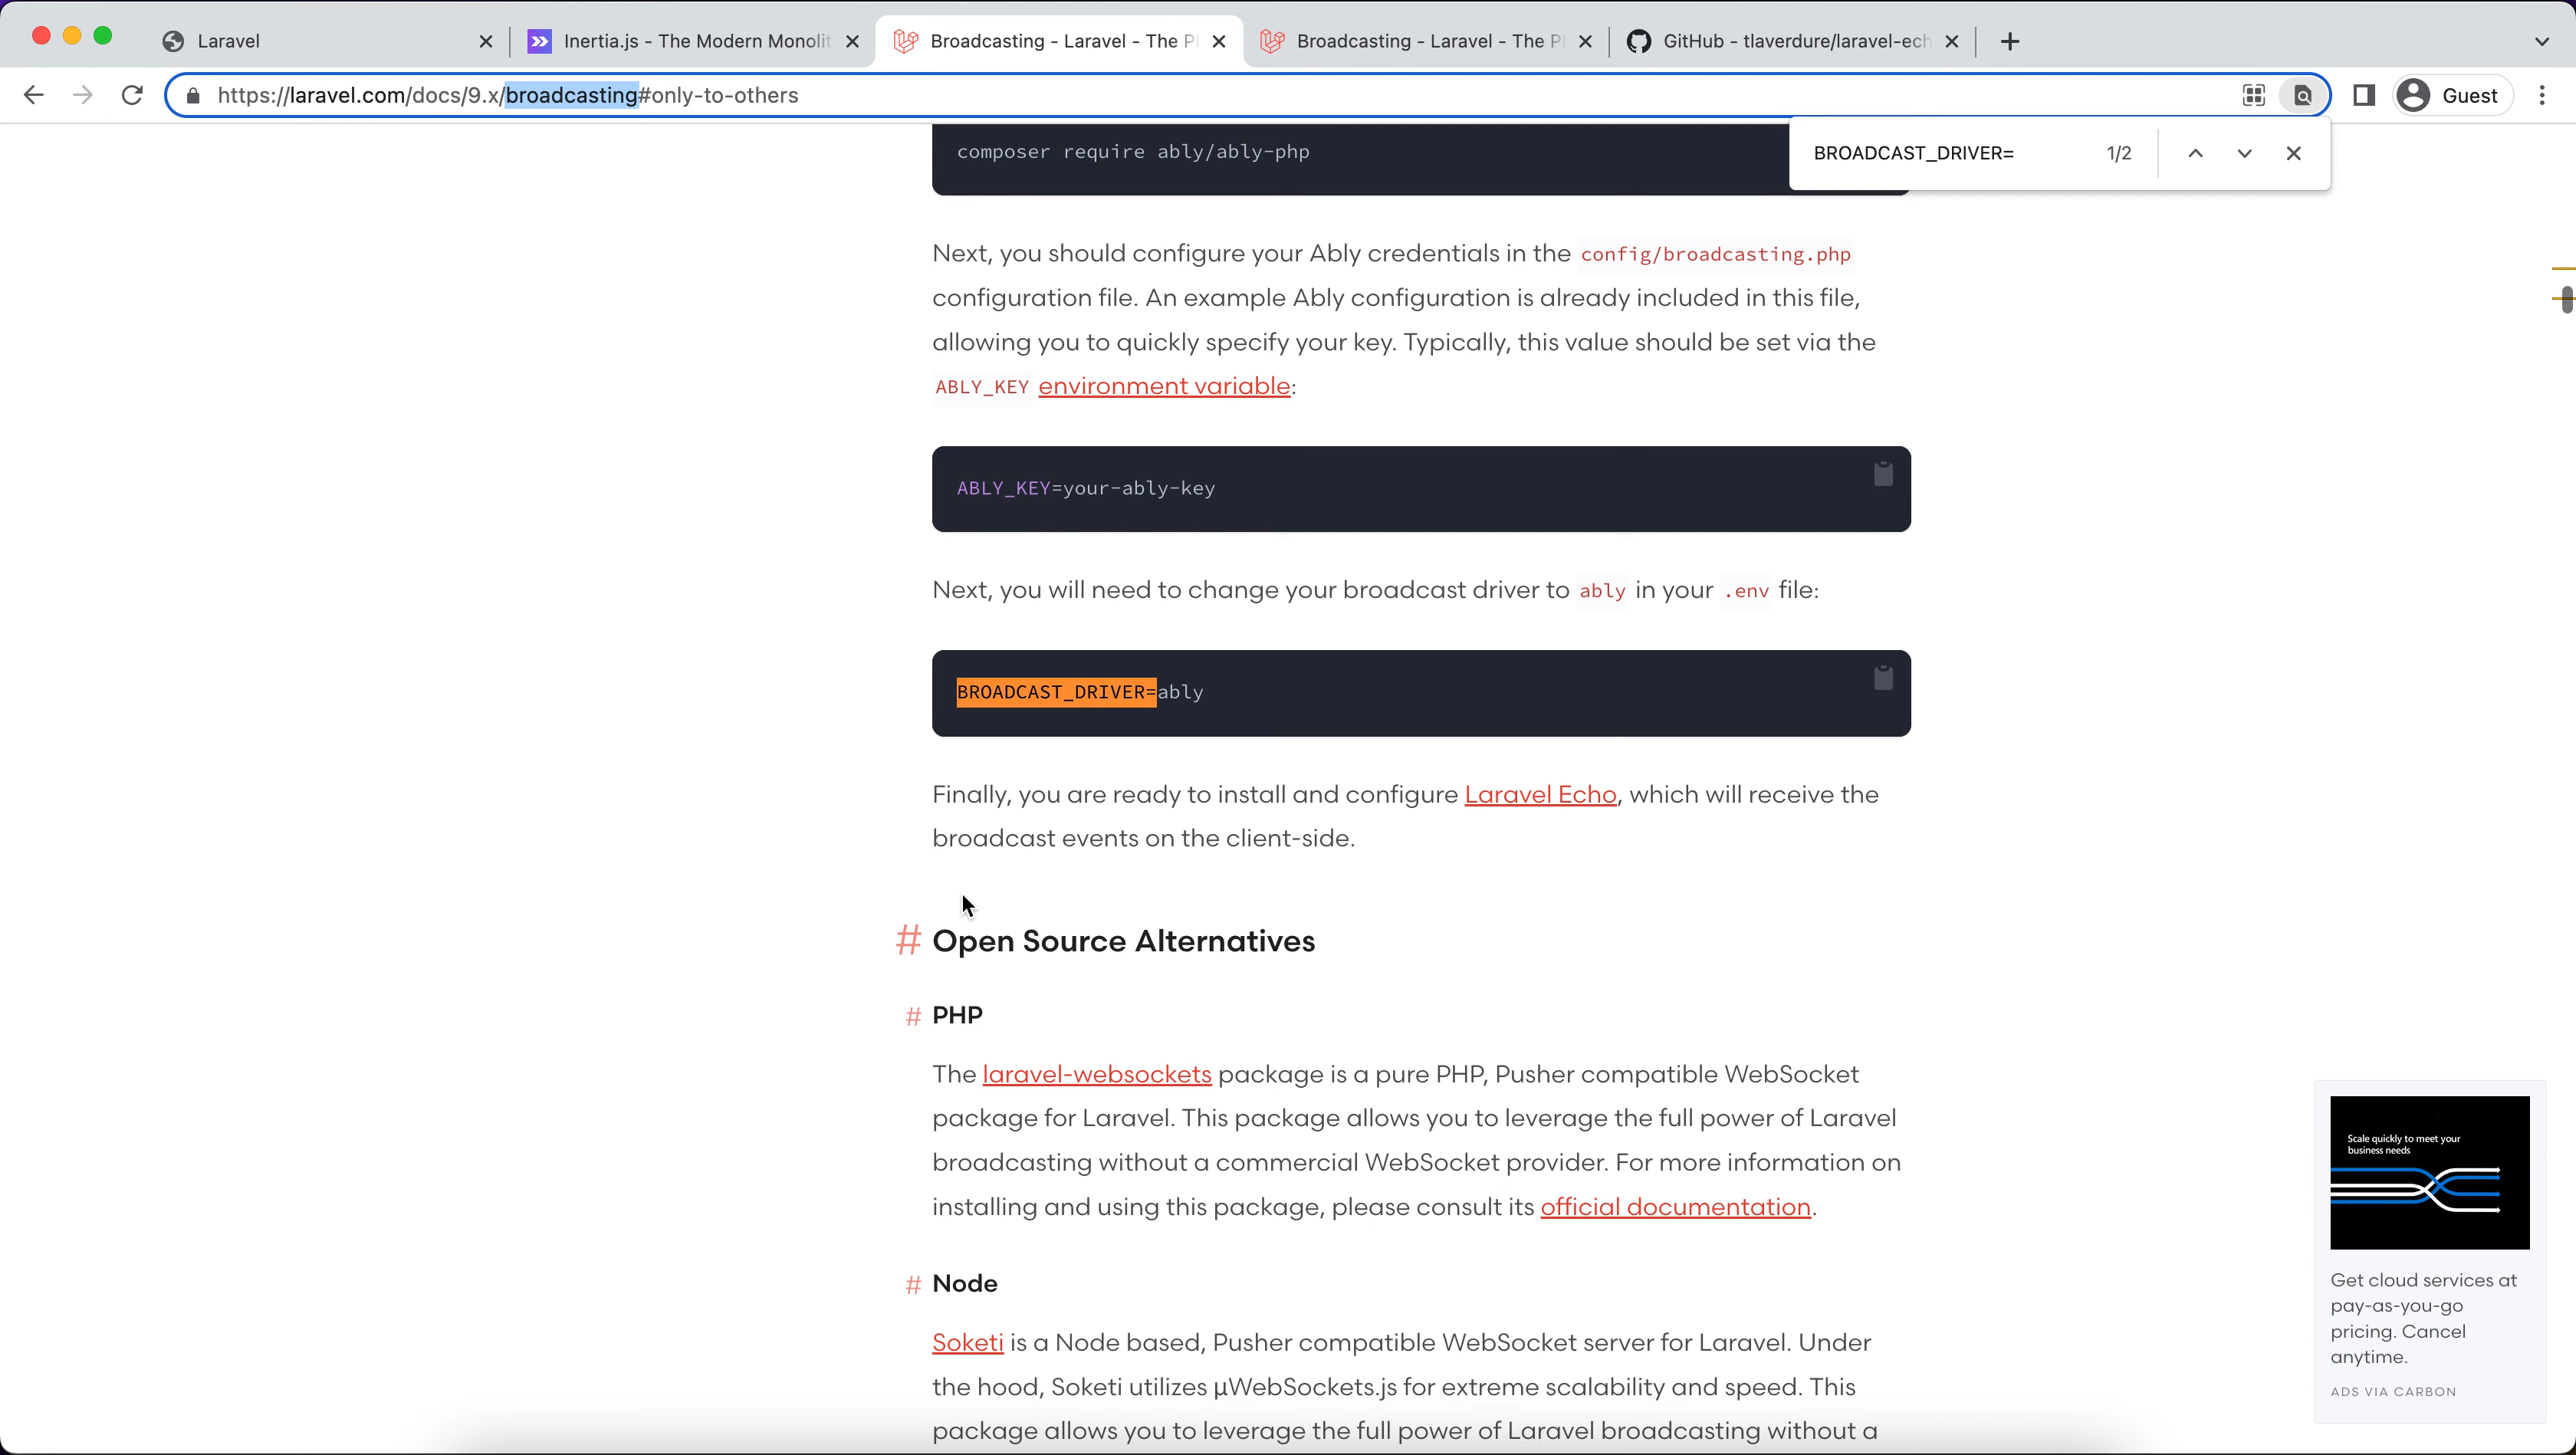 Laravel
Inertia.js - The Modern Monolit
Broadcasting - Laravel - The P
Broadcasting - Laravel - The P
GitHub - tlaverdure/laravel-ech
https://laravel.com/docs/9.x/broadcasting#only-to-others
Guest
BROADCAST_DRIVER=
1/2
composer require ably/ably-php
Next, you should configure your Ably credentials in the config/broadcasting.php
configuration file. An example Ably configuration is already included in this file,
allowing you to quickly specify your key. Typically, this value should be set via the
ABLY_KEY environment variable:
ABLY_KEY=your-ably-key
Next, you will need to change your broadcast driver to ably in your .env file:
BROADCAST_DRIVER=ably
Finally, you are ready to install and configure Laravel Echo, which will receive the
broadcast events on the client-side.
# Open Source Alternatives
# PHP
The laravel-websockets package is a pure PHP, Pusher compatible WebSocket
package for Laravel. This package allows you to leverage the full power of Laravel
broadcasting without a commercial WebSocket provider. For more information on
installing and using this package, please consult its official documentation.
# Node
Soketi is a Node based, Pusher compatible WebSocket server for Laravel. Under
the hood, Soketi utilizes µWebSockets.js for extreme scalability and speed. This
package allows you to leverage the full power of Laravel broadcasting without a
Scale quickly to meet your
business needs
Get cloud services at
pay-as-you-go
pricing. Cancel
anytime.
ADS VIA CARBON